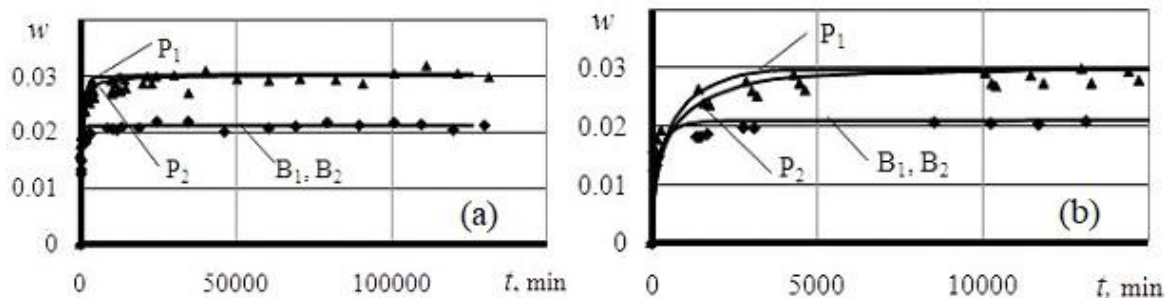 w
0.03
0.02
0.01
0
P1
P2
B1, B2
(a)
0 50000 100000 t, min
w
0.03
0.02
0.01
0
P1
P2
B1, B2
(b)
0 5000 10000 t, min